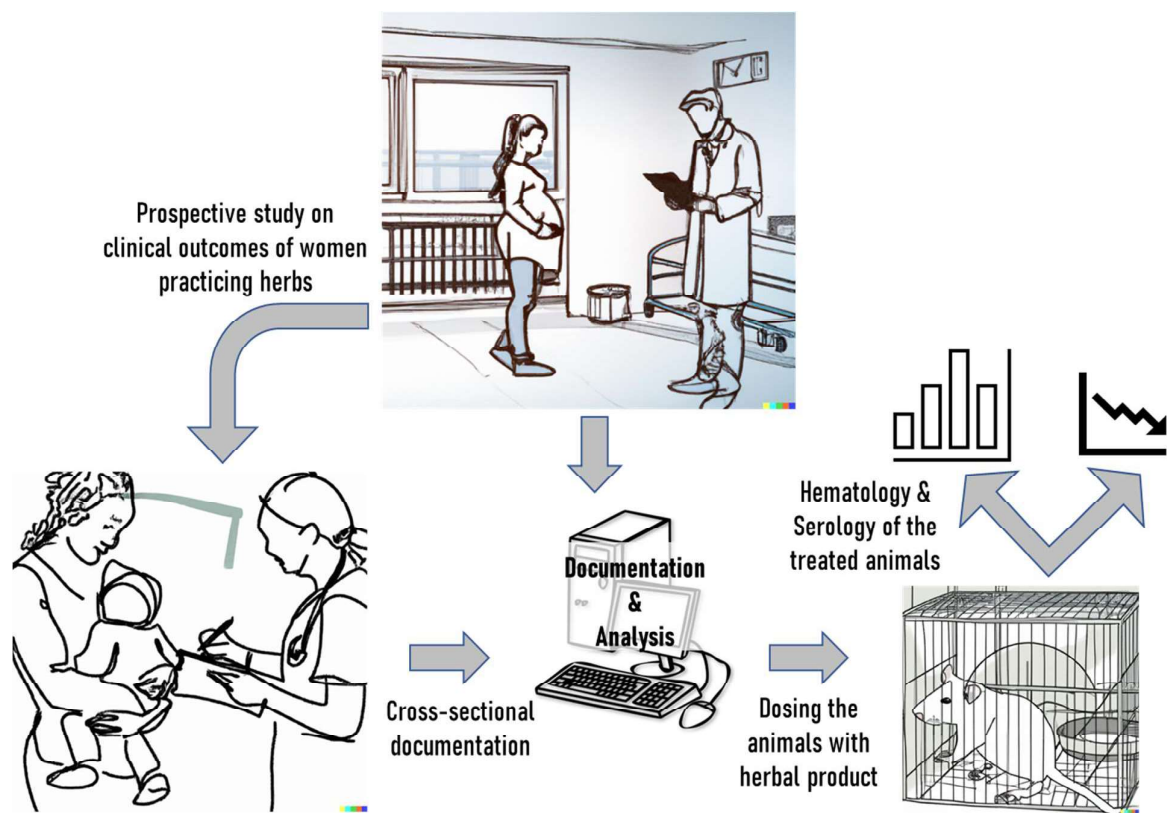 Prospective study on
clinical outcomes of women
practicing herbs
Documentation
&
Analysis
Cross-sectional
documentation
Dosing the
animals with
herbal product
Hematology &
Serology of the
treated animals